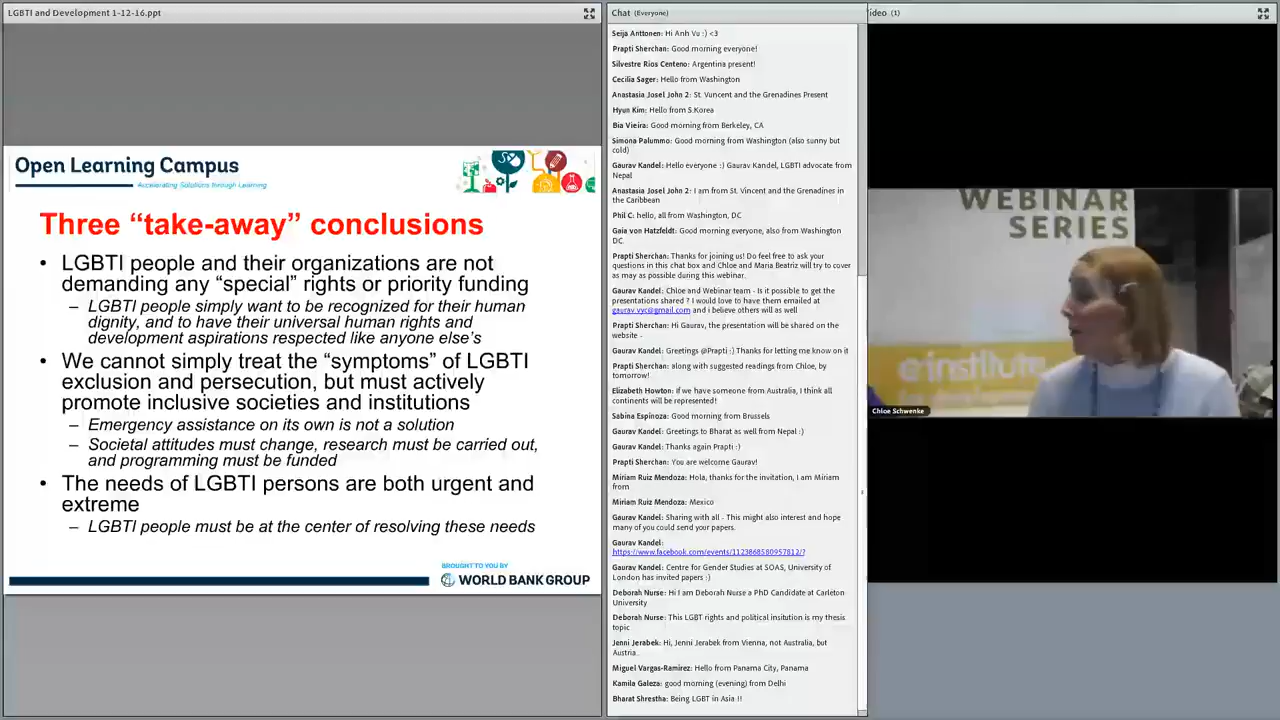 LGBTI and Development 1-12-16.ppt
Open Learning Campus
Accelerating Solutions through Learning
Three “take-away” conclusions
• LGBTI people and their organizations are not
demanding any “special” rights or priority funding
– LGBTI people simply want to be recognized for their human
dignity, and to have their universal human rights and
development aspirations respected like anyone else’s
• We cannot simply treat the “symptoms” of LGBTI
exclusion and persecution, but must actively
promote inclusive societies and institutions
– Emergency assistance on its own is not a solution
– Societal attitudes must change, research must be carried out,
and programming must be funded
• The needs of LGBTI persons are both urgent and
extreme
– LGBTI people must be at the center of resolving these needs
BROUGHT TO YOU BY
WORLD BANK GROUP
Chat (Everyone)
Seija Anttonen: Hi Anh Vu :) <3
Prapti Sherchan: Good morning everyone!
Silvestre Rios Centeno: Argentina present!
Cecilia Sager: Hello from Washington
Anastasia Josel John 2: St. Vuncent and the Grenadines Present
Hyun Kim: Hello from S.Korea
Bia Vieira: Good morning from Berkeley, CA
Simona Palummo: Good morning from Washington (also sunny but
cold)
Gaurav Kandel: Hello everyone :) Gaurav Kandel, LGBTI advocate from
Nepal
Anastasia Josel John 2: I am from St. Vincent and the Grenadines in
the Caribbean
Phil C: hello, all from Washington, DC
Gaia von Hatzfeldt: Good morning everyone, also from Washington
DC.
Prapti Sherchan: Thanks for joining us! Do feel free to ask your
questions in this chat box and Chloe and Maria Beatriz will try to cover
as may as possible during this webinar.
Gaurav Kandel: Chloe and Webinar team - Is it possible to get the
presentations shared ? I would love to have them emailed at
gaurav.vyc@gmail.com and i believe others will as well
Prapti Sherchan: Hi Gaurav, the presentation will be shared on the
website -
Gaurav Kandel: Greetings @Prapti :) Thanks for letting me know on it
Prapti Sherchan: along with suggested readings from Chloe, by
tomorrow!
Elizabeth Howton: if we have someone from Australia, I think all
continents will be represented!
Sabina Espinoza: Good morning from Brussels
Gaurav Kandel: Greetings to Bharat as well from Nepal :)
Gaurav Kandel: Thanks again Prapti :)
Prapti Sherchan: You are welcome Gaurav!
Miriam Ruiz Mendoza: Hola, thanks for the invitation, i am Miriam
from
Miriam Ruiz Mendoza: Mexico
Gaurav Kandel: Sharing with all - This might also interest and hope
many of you could send your papers.
Gaurav Kandel:
https://www.facebook.com/events/1123868580957812/?
Gaurav Kandel: Centre for Gender Studies at SOAS, University of
London has invited papers :)
Deborah Nurse: Hi I am Deborah Nurse a PhD Candidate at Carleton
University
Deborah Nurse: This LGBT rights and political insitution is my thesis
topic
Jenni Jerabek: Hi, Jenni Jerabek from Vienna, not Australia, but
Austria..
Miguel Vargas-Ramirez: Hello from Panama City, Panama
Kamila Galeza: good morning (evening) from Delhi
Bharat Shrestha: Being LGBT in Asia !!
ideo (1)
WEBINAR
SERIES
e-institute
Chloe Schwenke